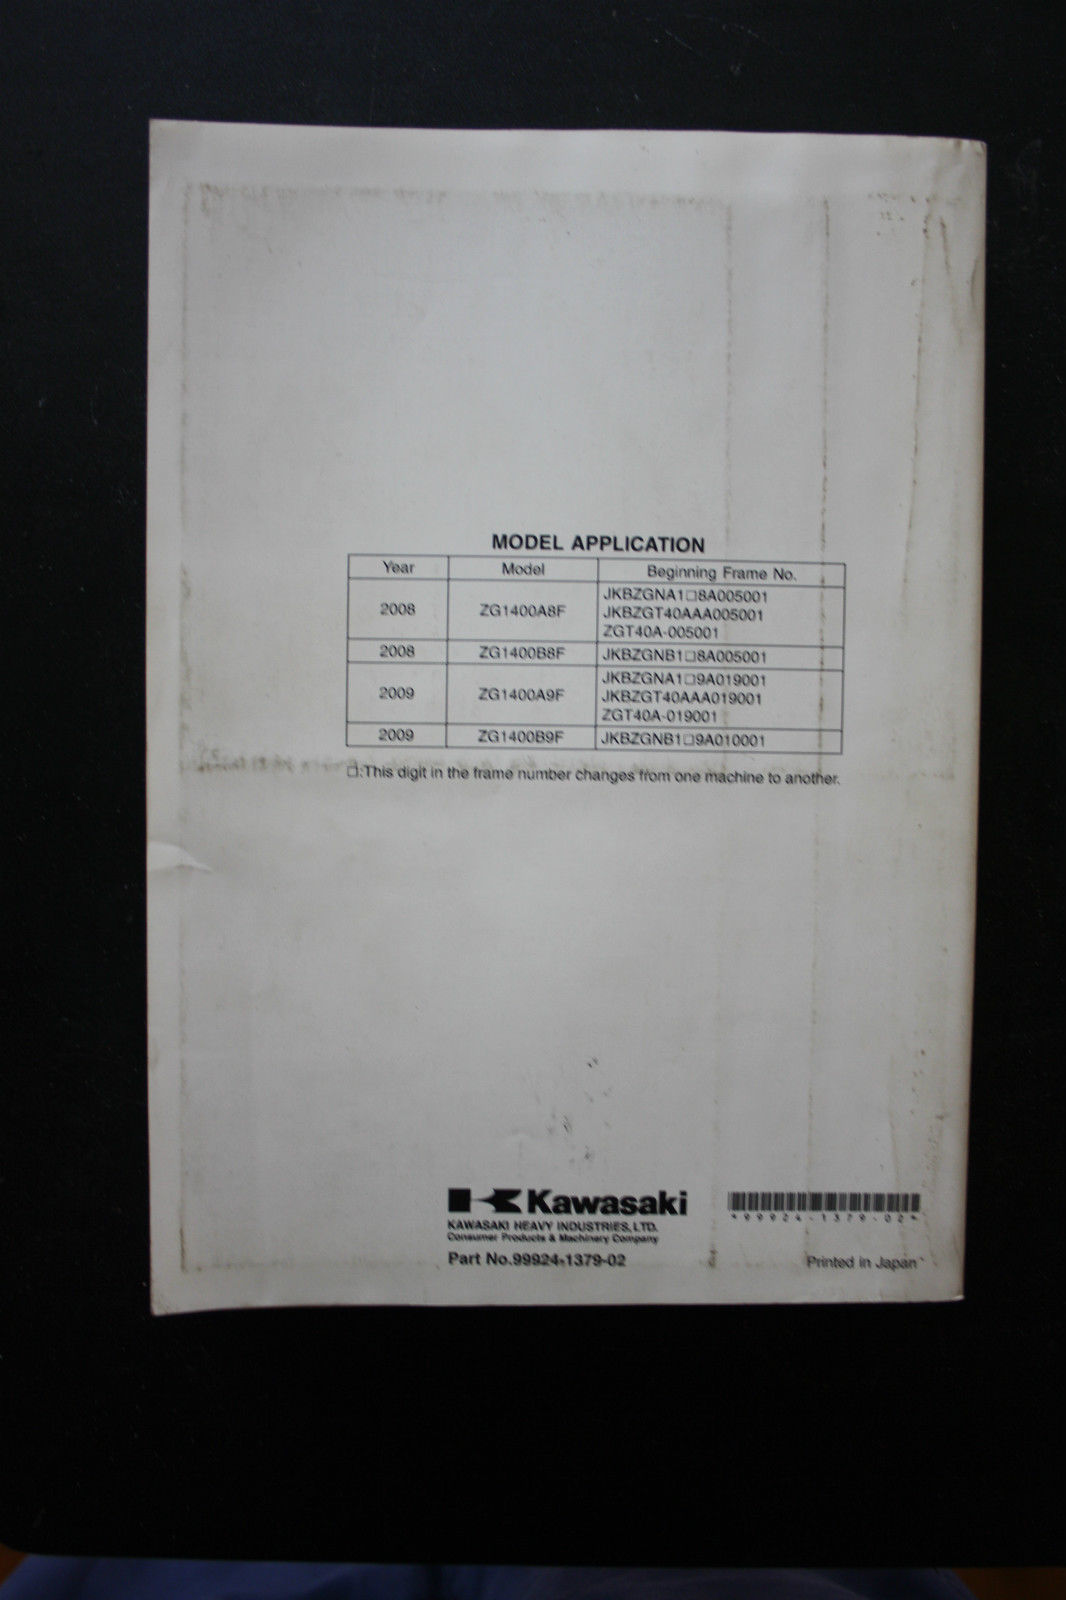 MODEL APPLICATION
Year Model Beginning Frame No.
2008 ZG1400A8F JKBZGNA1□8A005001
JKBZGT40AAA005001
ZGT40A-005001
2008 ZG1400B8F JKBZGNB1□8A005001
2009 ZG1400A9F JKBZGNA1□9A019001
JKBZGT40AAA019001
ZGT40A-019001
2009 ZG1400B9F JKBZGNB1□9A010001
□:This digit in the frame number changes from one machine to another.
Kawasaki
KAWASAKI HEAVY INDUSTRIES, LTD.
Consumer Products & Machinery Company
Part No.99924-1379-02
*99924-1379-02*
Printed in Japan